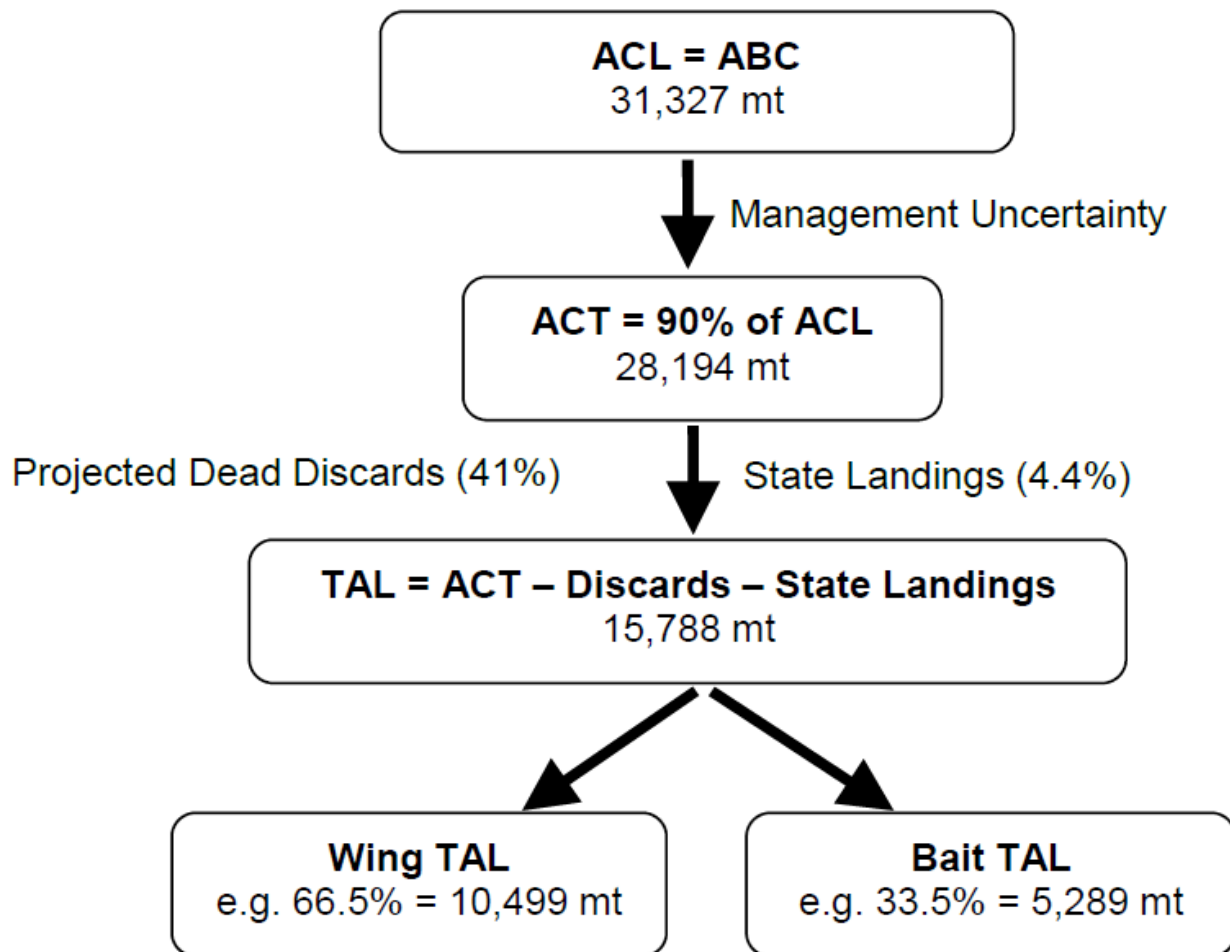 ACL = ABC
31,327 mt
Management Uncertainty
ACT = 90% of ACL
28,194 mt
Projected Dead Discards (41%)
State Landings (4.4%)
TAL = ACT – Discards – State Landings
15,788 mt
Wing TAL
e.g. 66.5% = 10,499 mt
Bait TAL
e.g. 33.5% = 5,289 mt